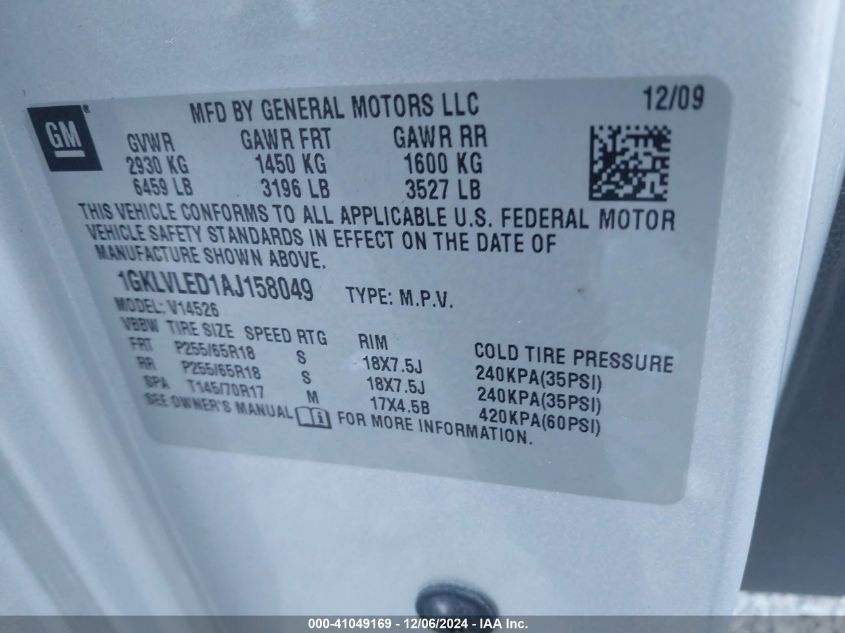 GM®
MFD BY GENERAL MOTORS LLC 12/09
GVWR GAWR FRT GAWR RR
2930 KG 1450 KG 1600 KG
6459 LB 3196 LB 3527 LB
THIS VEHICLE CONFORMS TO ALL APPLICABLE U.S. FEDERAL MOTOR
VEHICLE SAFETY STANDARDS IN EFFECT ON THE DATE OF
MANUFACTURE SHOWN ABOVE.
1GKLVLED1AJ158049 TYPE: M.P.V.
MODEL: V14526
VBBW TIRE SIZE SPEED RTG RIM COLD TIRE PRESSURE
FRT P255/65R18 S 18X7.5J 240KPA(35PSI)
RR P255/65R18 S 18X7.5J 240KPA(35PSI)
SPA T145/70R17 M 17X4.5B 420KPA(60PSI)
SEE OWNER'S MANUAL i FOR MORE INFORMATION.
000-41049169 - 12/06/2024 - IAA Inc.